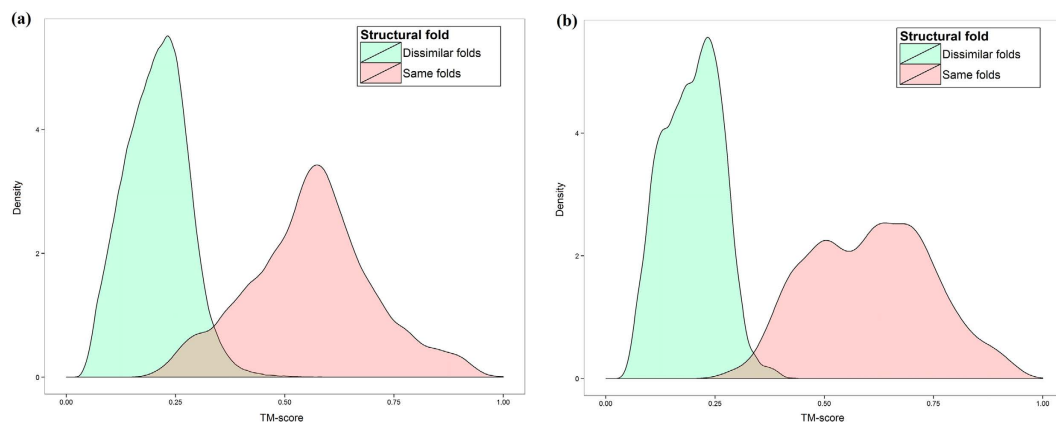 (a)
Structural fold
Dissimilar folds
Same folds
4
2
0
Density
0.00 0.25 0.50 0.75 1.00
TM-score
(b)
Structural fold
Dissimilar folds
Same folds
4
2
0
Density
0.00 0.25 0.50 0.75 1.00
TM-score